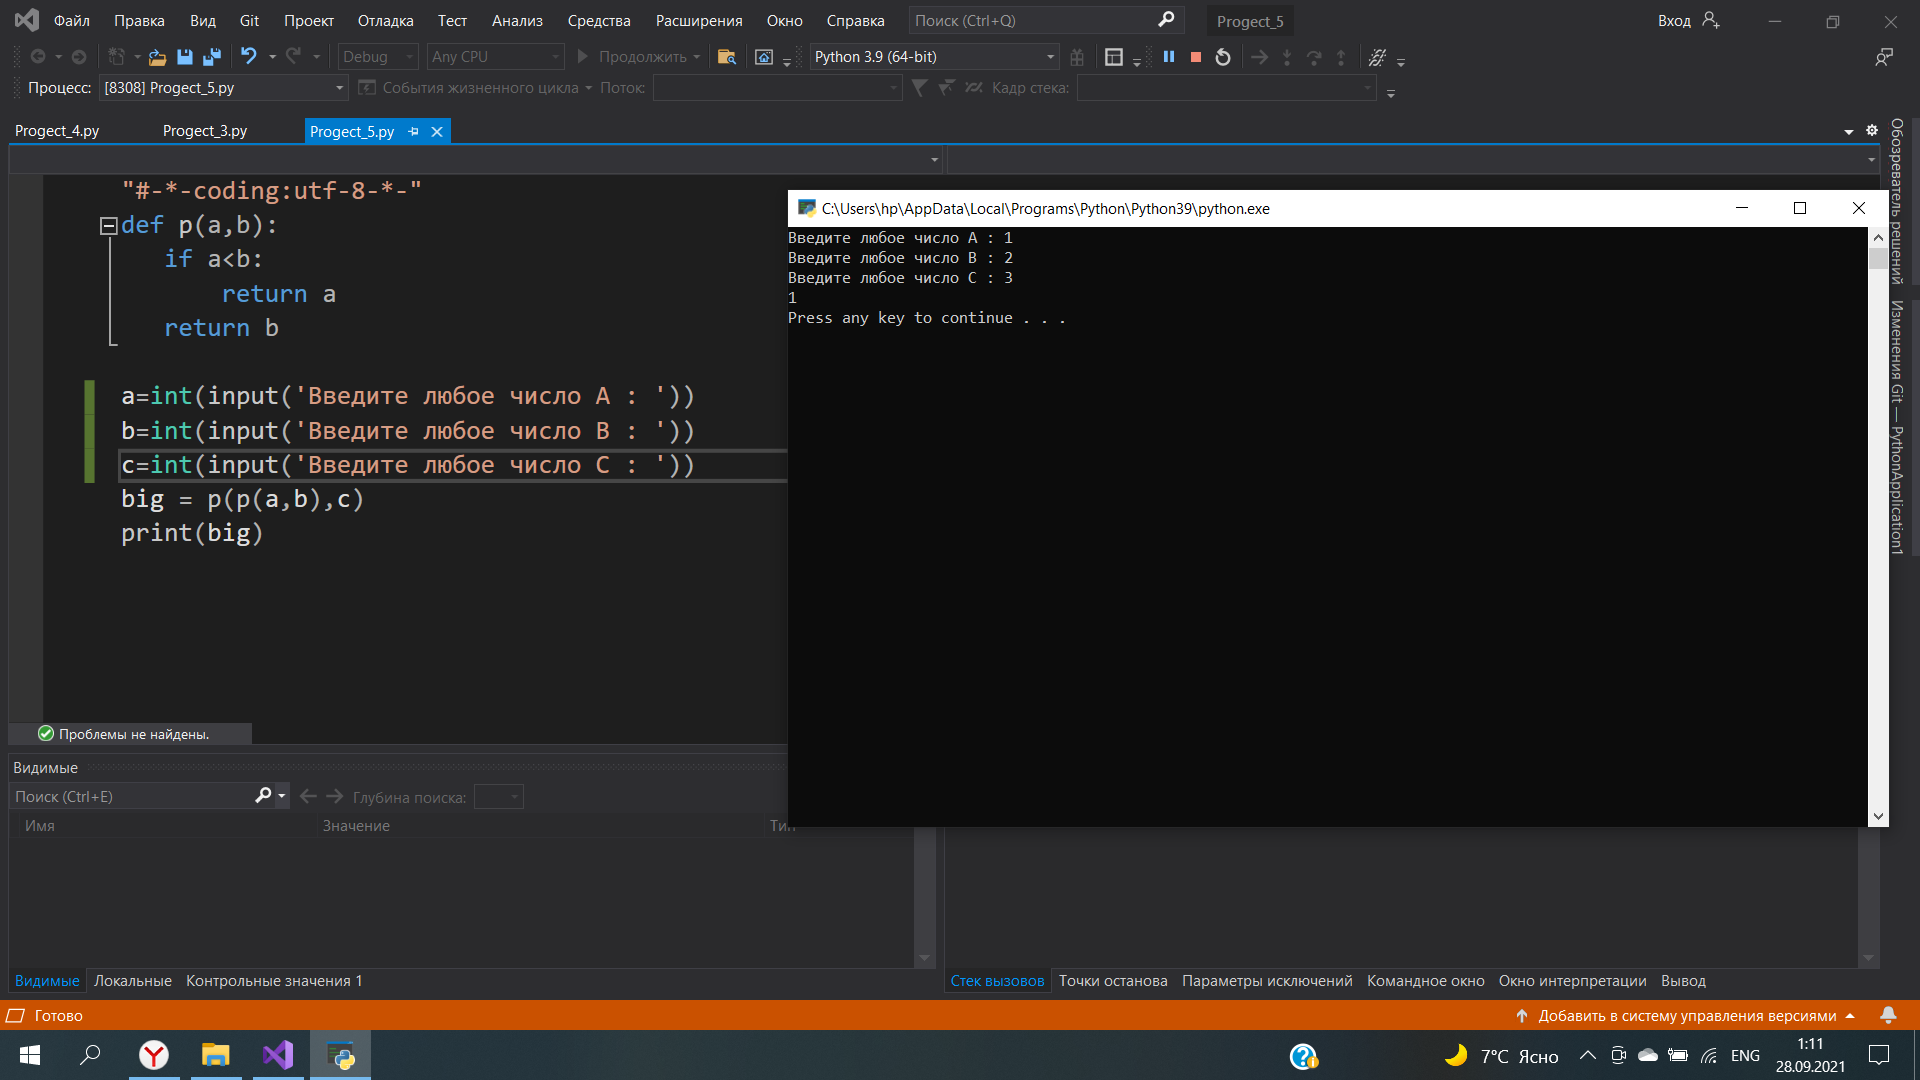 Файл Правка Вид Git Проект Отладка Тест Анализ Средства Расширения Окно Справка Поиск (Ctrl+Q) Progect_5 Вход
Debug Any CPU Продолжить Python 3.9 (64-bit)
Процесс: [8308] Progect_5.py События жизненного цикла Поток: Кадр стека:
Progect_4.py Progect_3.py Progect_5.py
"#-*-coding:utf-8-*-"
def p(a,b):
if a<b:
return a
return b
a=int(input('Введите любое число A : '))
b=int(input('Введите любое число B : '))
c=int(input('Введите любое число C : '))
big = p(p(a,b),c)
print(big)
C:\Users\hp\AppData\Local\Programs\Python\Python39\python.exe
Введите любое число A : 1
Введите любое число B : 2
Введите любое число C : 3
1
Press any key to continue . . .
Обозреватель решений
Изменения Git — PythonApplication1
Проблемы не найдены.
Видимые
Поиск (Ctrl+E) Глубина поиска:
Имя Значение Тип
Видимые Локальные Контрольные значения 1
Стек вызовов Точки останова Параметры исключений Командное окно Окно интерпретации Вывод
Готово Добавить в систему управления версиями
7°C Ясно ENG 1:11
28.09.2021